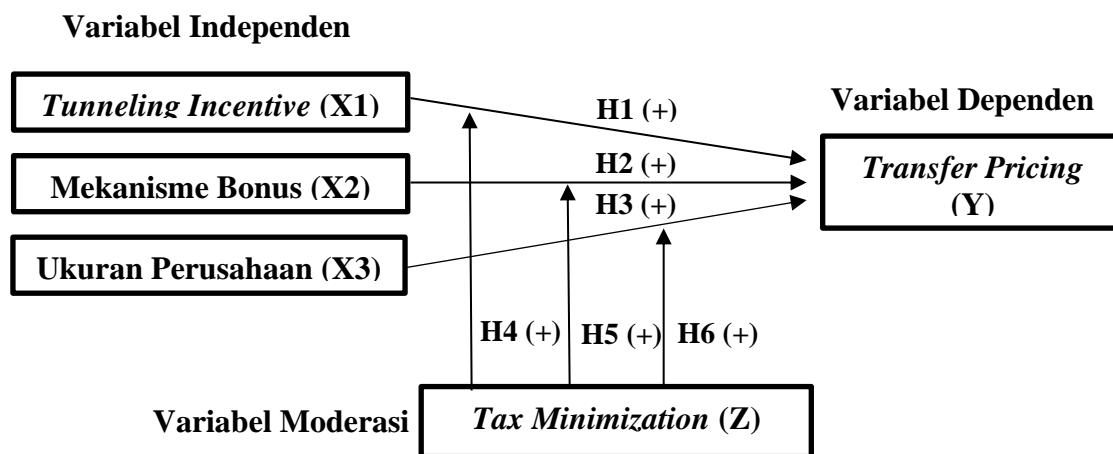 Variabel Independen
Tunneling Incentive (X1)
H1 (+)
Variabel Dependen
Mekanisme Bonus (X2)
H2 (+)
Transfer Pricing
(Y)
H3 (+)
Ukuran Perusahaan (X3)
H4 (+)
H5 (+)
H6 (+)
Variabel Moderasi
Tax Minimization (Z)